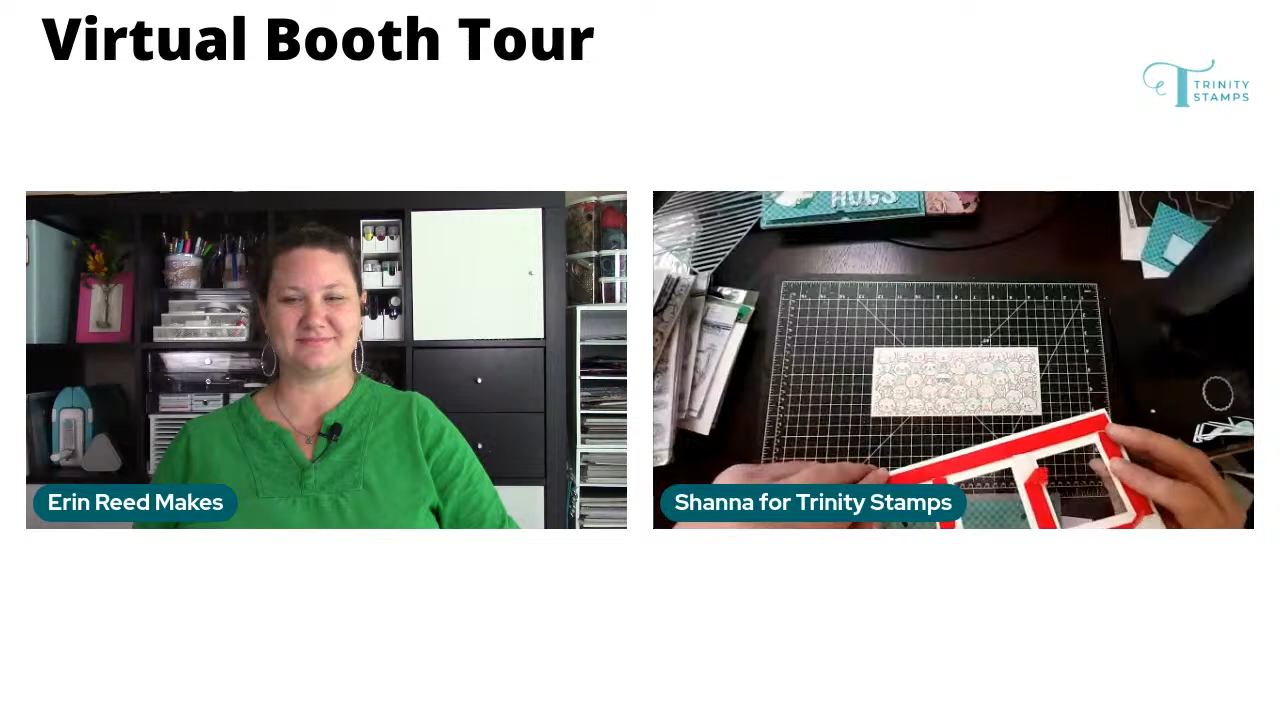 Virtual Booth Tour
TRINITY
STAMPS
HUGS
Erin Reed Makes
Shanna for Trinity Stamps